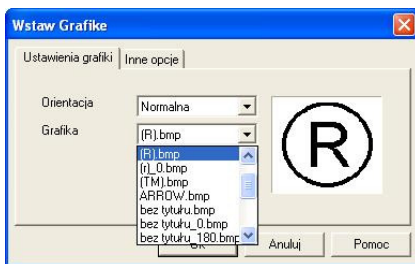 Wstaw Grafike
Ustawienia grafiki Inne opcje
Orientacja Normalna
Grafika (R).bmp
(R).bmp
(r)_0.bmp
(TM).bmp
ARROW.bmp
bez tytułu.bmp
bez tytułu_0.bmp
bez tytułu_180.bmp
OK Anuluj Pomoc
R